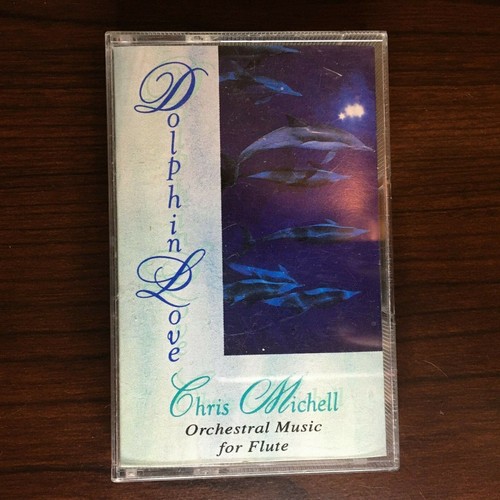 Dolphin Love
Chris Michell
Orchestral Music
for Flute